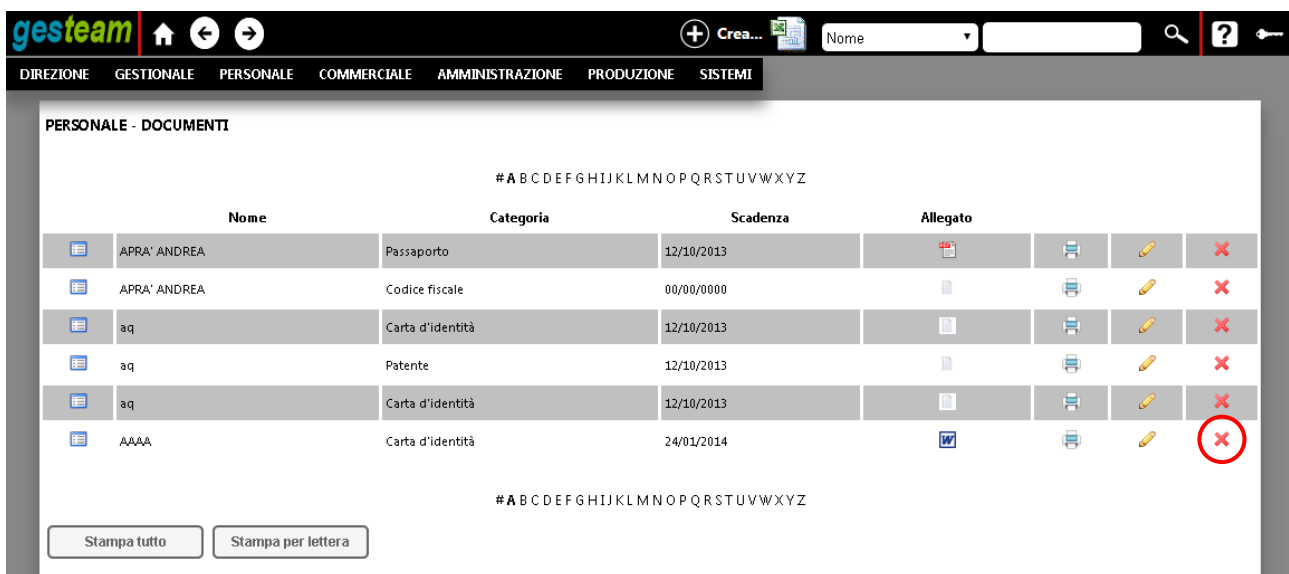 gesteam Crea... Nome ?
DIREZIONE GESTIONALE PERSONALE COMMERCIALE AMMINISTRAZIONE PRODUZIONE SISTEMI
PERSONALE - DOCUMENTI
# A B C D E F G H I J K L M N O P Q R S T U V W X Y Z
Nome Categoria Scadenza Allegato
APRA' ANDREA Passaporto 12/10/2013
APRA' ANDREA Codice fiscale 00/00/0000
aq Carta d'identità 12/10/2013
aq Patente 12/10/2013
aq Carta d'identità 12/10/2013
AAAA Carta d'identità 24/01/2014 W
# A B C D E F G H I J K L M N O P Q R S T U V W X Y Z
Stampa tutto Stampa per lettera